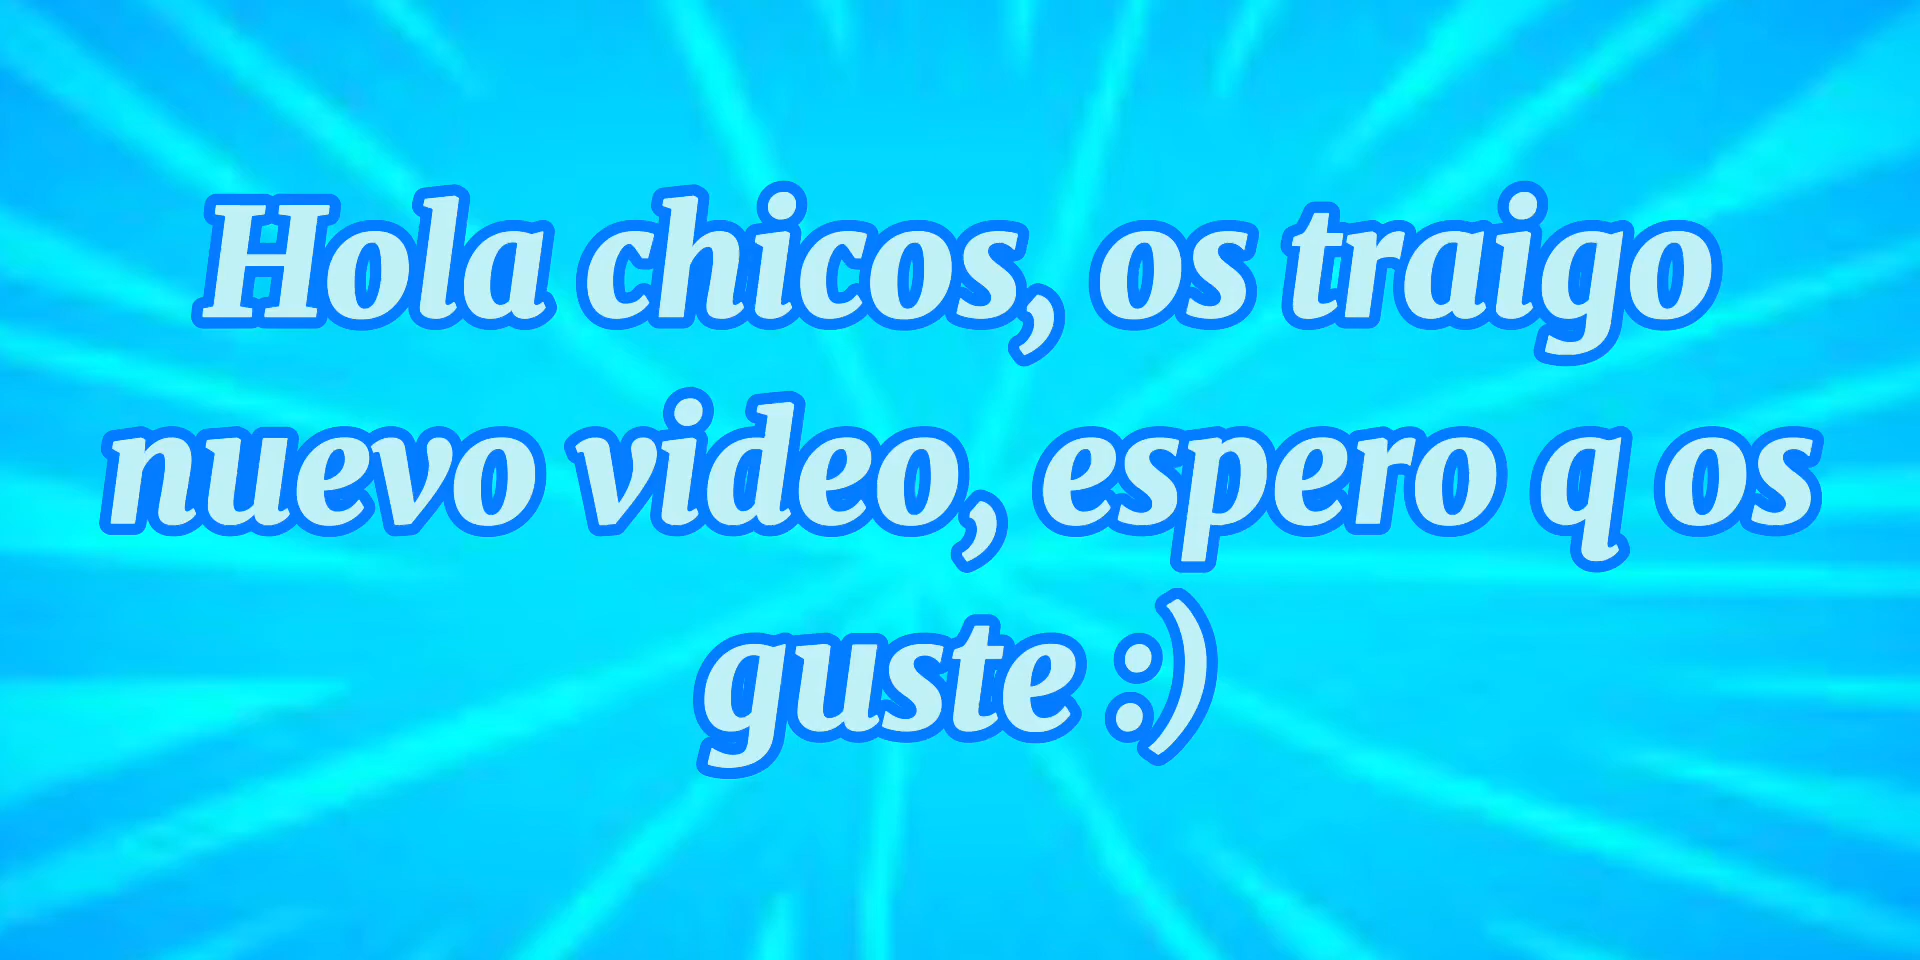 Hola chicos, os traigo
nuevo video, espero q os
guste :)